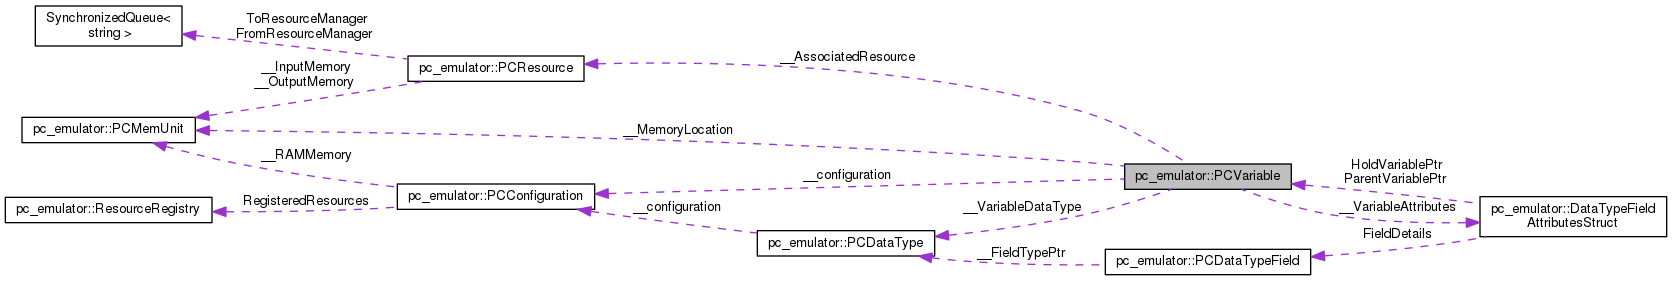 SynchronizedQueue<
string >
ToResourceManager
FromResourceManager
__AssociatedResource
pc_emulator::PCResource
__InputMemory
__OutputMemory
pc_emulator::PCMemUnit
__MemoryLocation
__RAMMemory
__configuration
pc_emulator::PCVariable
HoldVariablePtr
ParentVariablePtr
pc_emulator::PCConfiguration
RegisteredResources
pc_emulator::ResourceRegistry
__configuration
__VariableDataType
__VariableAttributes
pc_emulator::DataTypeField
AttributesStruct
FieldDetails
pc_emulator::PCDataType
__FieldTypePtr
pc_emulator::PCDataTypeField